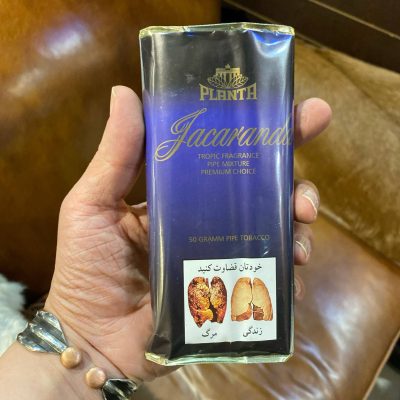 PLANTA
Jacaranda
TROPIC FRAGRANCE
PIPE MIXTURE
PREMIUM CHOICE
50 GRAMM PIPE TOBACCO
خودتان قضاوت کنید
زندگی مرگ